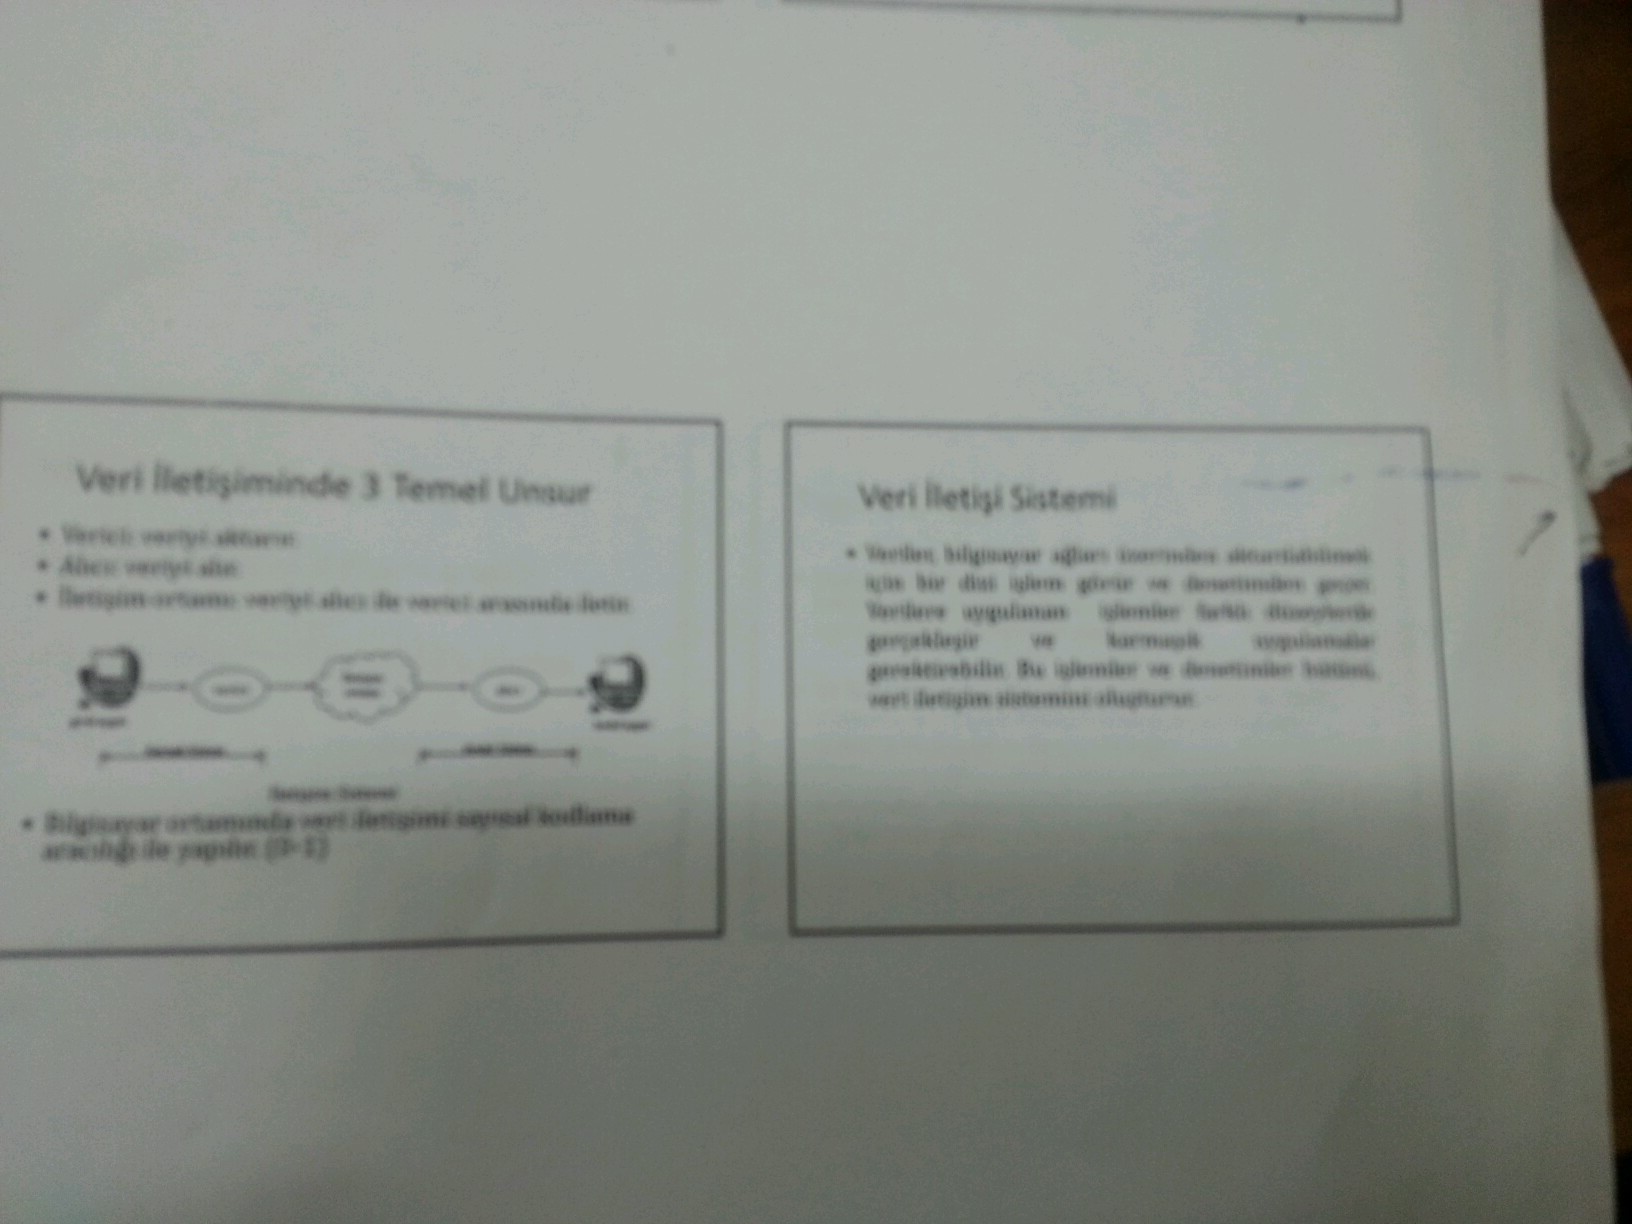 Veri İletişiminde 3 Temel Unsur
• Verici: veriyi aktarır.
• Alıcı: veriyi alır.
• İletişim ortamı: veriyi alıcı ile verici arasında iletir.
İletişim Sistemi
• Bilgisayar ortamında veri iletişimi sayısal kodlama
aracılığı ile yapılır. (0-1)
Veri İletişi Sistemi
• Veriler, bilgisayar ağları üzerinden aktarılabilmek
için bir dizi işlem görür ve denetimden geçer.
Verilere uygulanan işlemler farklı düzeylerde
gerçekleşir ve karmaşık uygulamalar
gerektirebilir. Bu işlemler ve denetimler bütünü,
veri iletişim sistemini oluşturur.